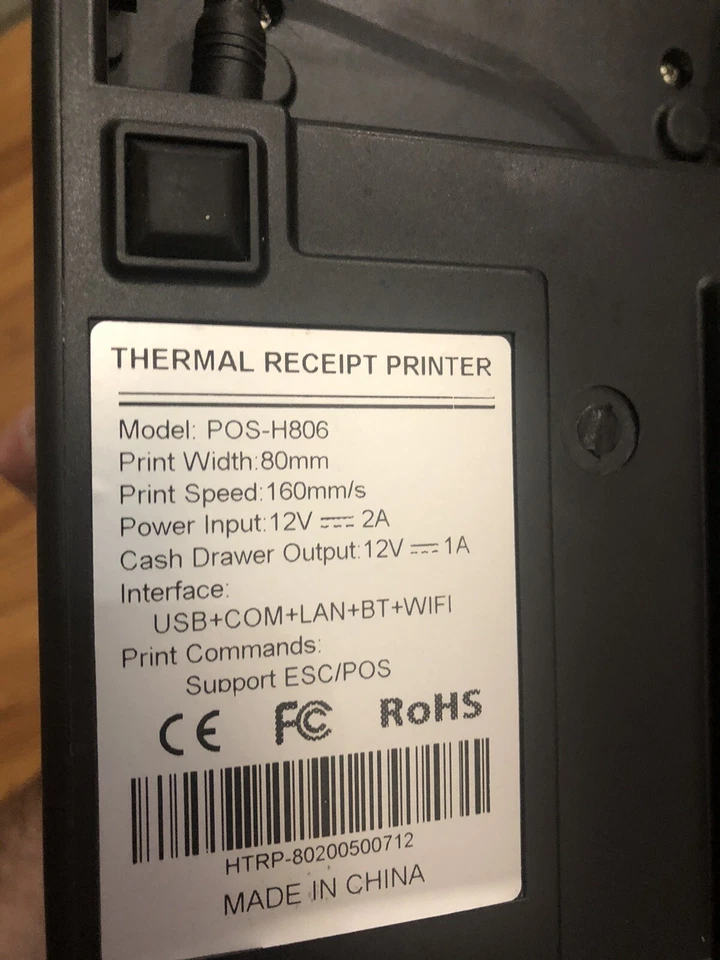 THERMAL RECEIPT PRINTER
Model: POS-H806
Print Width:80mm
Print Speed:160mm/s
Power Input:12V ⎓ 2A
Cash Drawer Output:12V ⎓ 1A
Interface:
USB+COM+LAN+BT+WIFI
Print Commands:
Support ESC/POS
CE FC RoHS
HTRP-80200500712
MADE IN CHINA